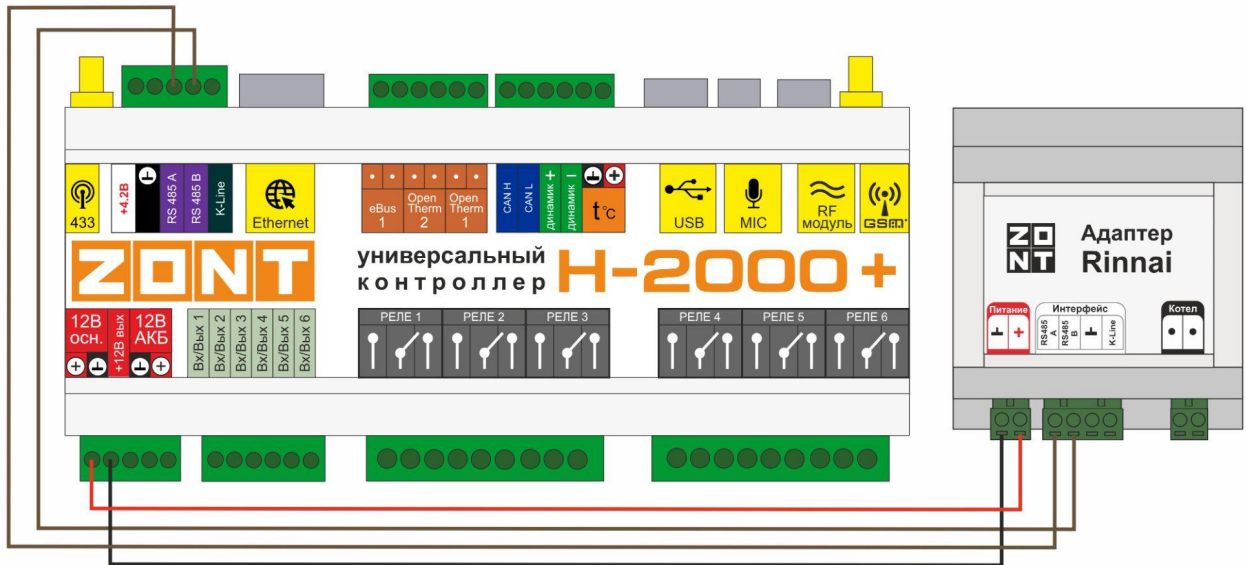 433
+4.2В
RS 485 A
RS 485 B
K-Line
Ethernet
eBus
1
Open
Therm
2
Open
Therm
1
CAN H
CAN L
динамик +
динамик –
t°C
USB
MIC
RF
модуль
GSM
ZONT
универсальный
контроллер
H-2000+
12В
осн.
+12В вых
12В
АКБ
Вх/Вых 1
Вх/Вых 2
Вх/Вых 3
Вх/Вых 4
Вх/Вых 5
Вх/Вых 6
РЕЛЕ 1
РЕЛЕ 2
РЕЛЕ 3
РЕЛЕ 4
РЕЛЕ 5
РЕЛЕ 6
ZO
NT
Адаптер
Rinnai
Питание
Интерфейс
Котел
RS485
A
RS485
B
K-Line